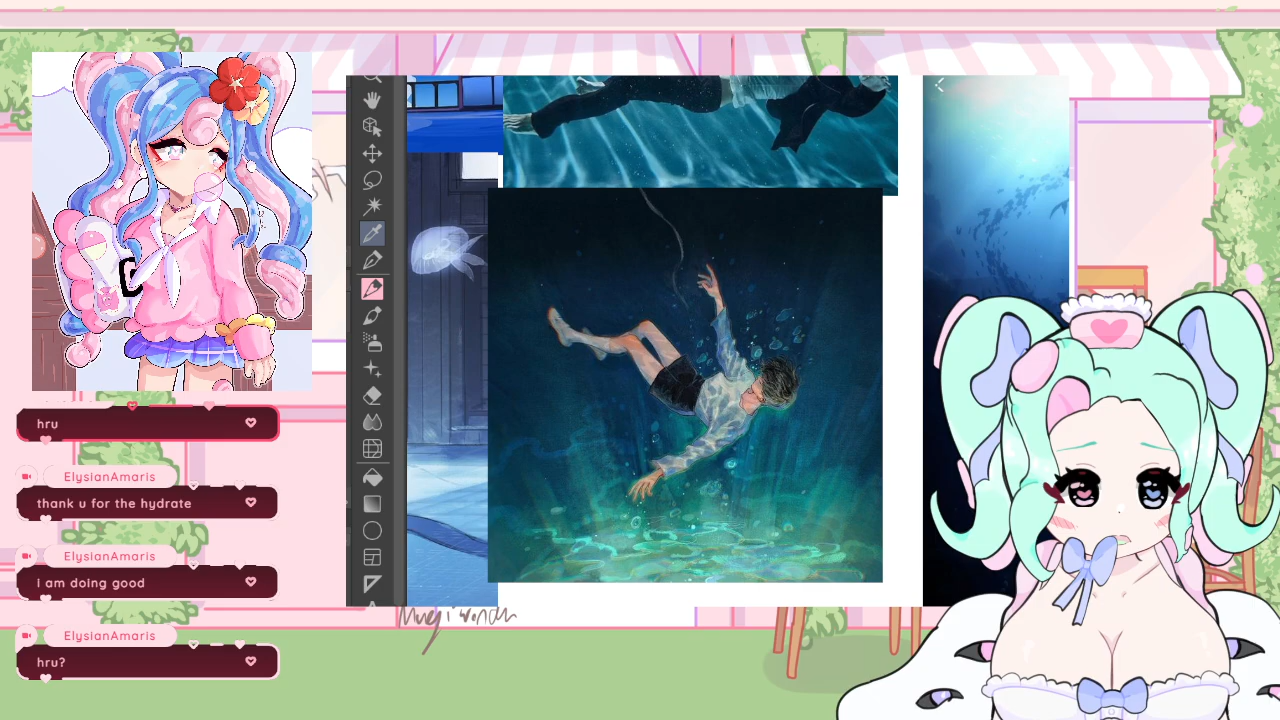 hru
ElysianAmaris
thank u for the hydrate
ElysianAmaris
i am doing good
ElysianAmaris
hru?